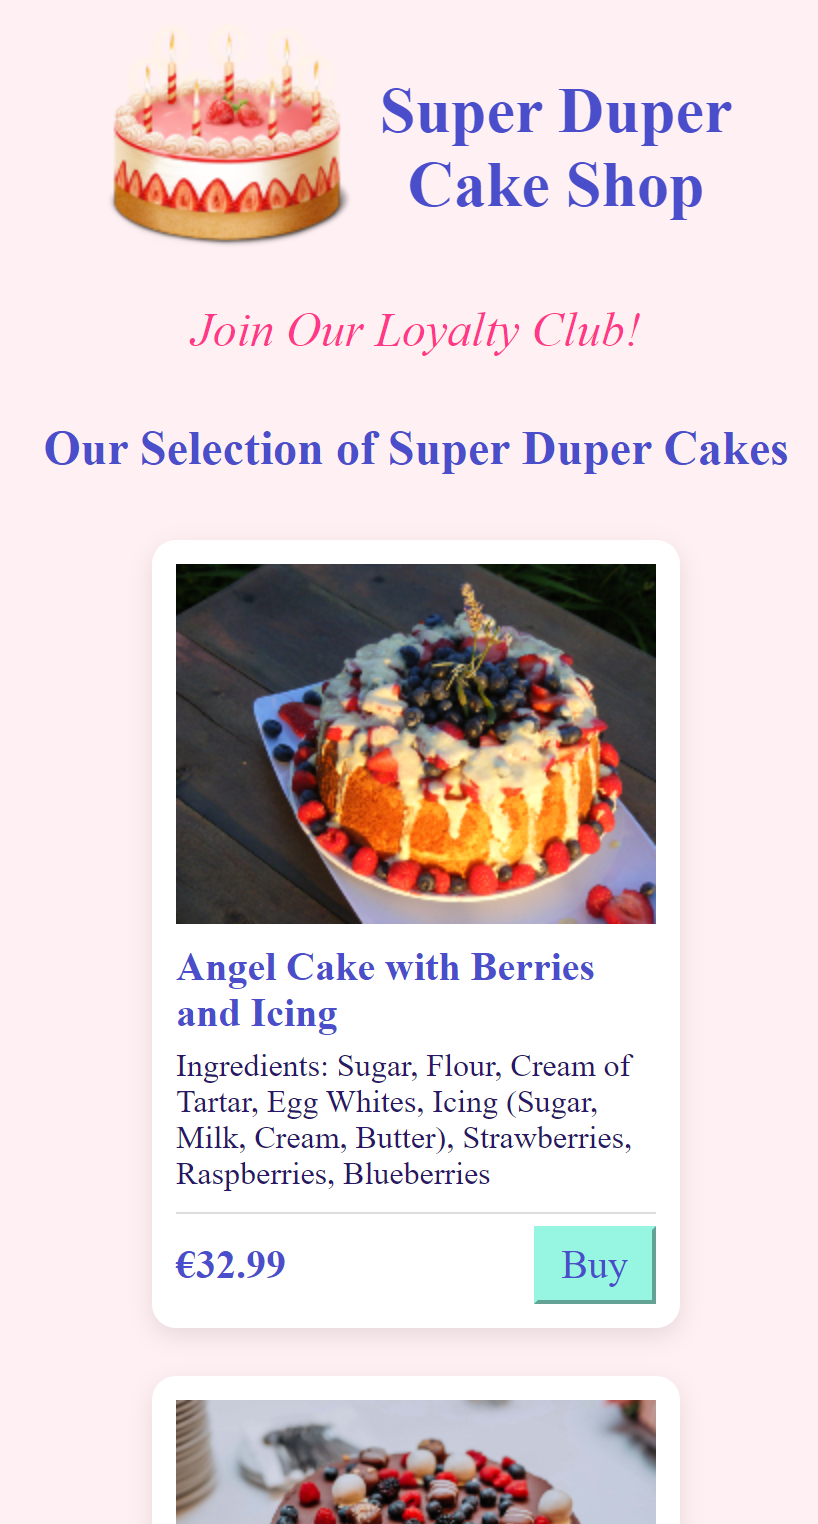 Super Duper
Cake Shop
Join Our Loyalty Club!
Our Selection of Super Duper Cakes
Angel Cake with Berries
and Icing
Ingredients: Sugar, Flour, Cream of
Tartar, Egg Whites, Icing (Sugar,
Milk, Cream, Butter), Strawberries,
Raspberries, Blueberries
€32.99
Buy